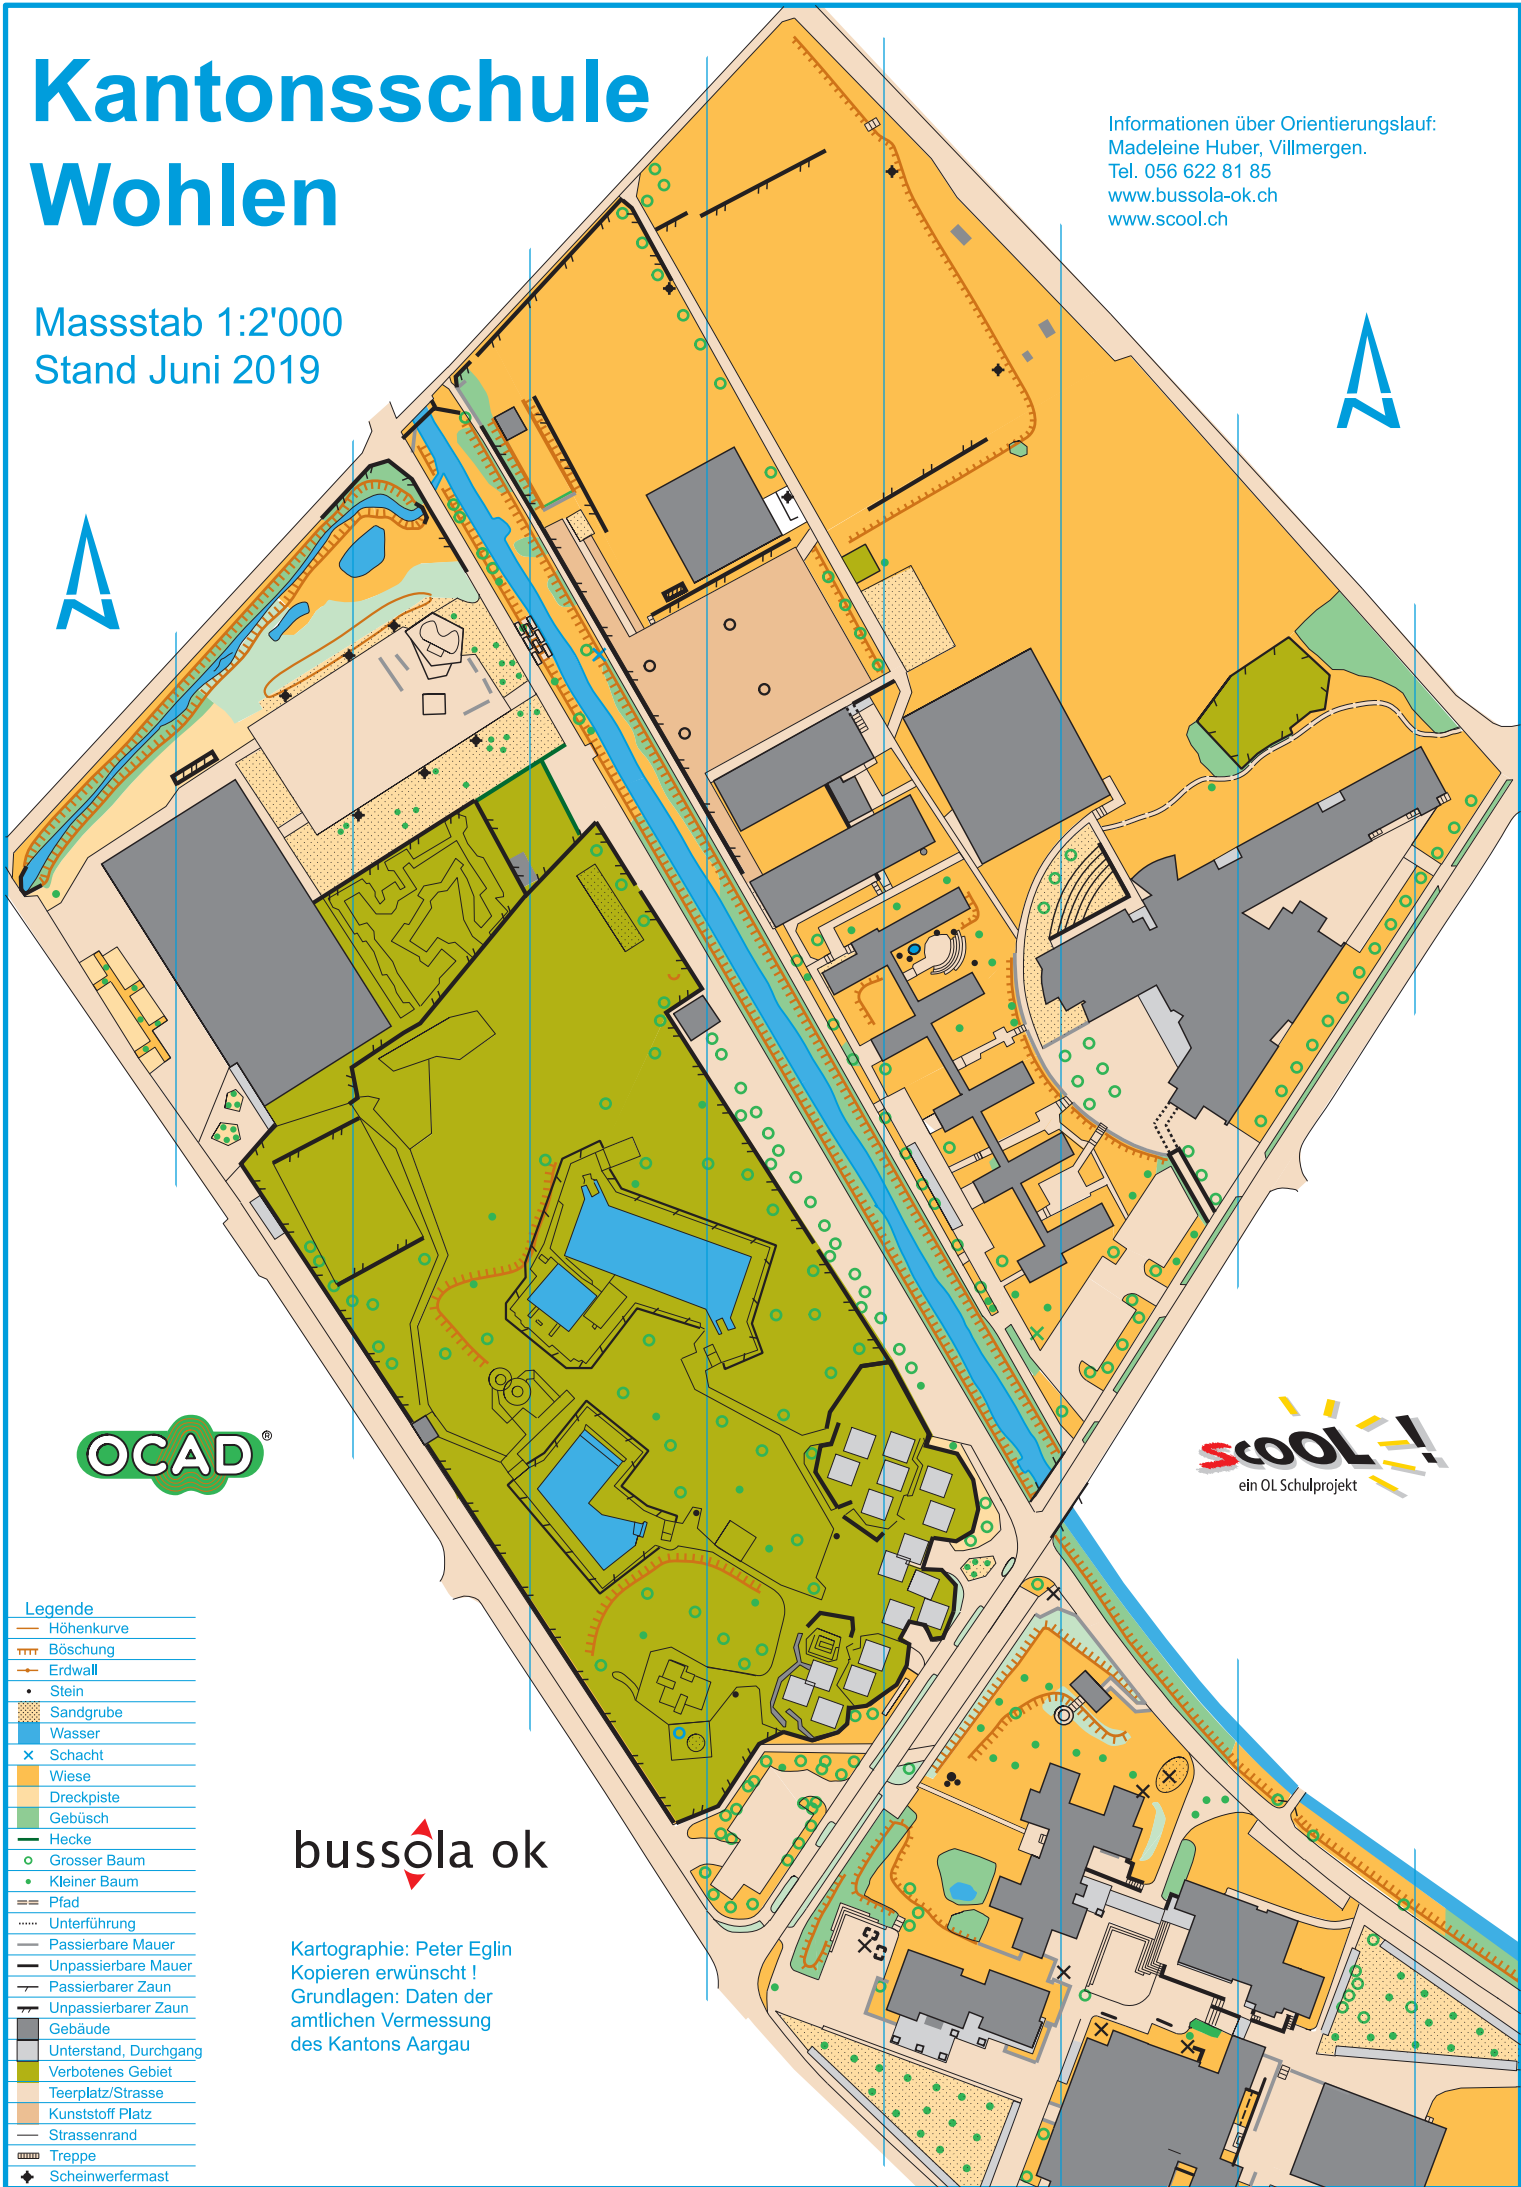 Kantonsschule
Wohlen
Massstab 1:2'000
Stand Juni 2019
Informationen über Orientierungslauf:
Madeleine Huber, Villmergen.
Tel. 056 622 81 85
www.bussola-ok.ch
www.scool.ch
OCAD®
sCOOL!
ein OL Schulprojekt
Legende
Höhenkurve
Böschung
Erdwall
Stein
Sandgrube
Wasser
Schacht
Wiese
Dreckpiste
Gebüsch
Hecke
Grosser Baum
Kleiner Baum
Pfad
Unterführung
Passierbare Mauer
Unpassierbare Mauer
Passierbarer Zaun
Unpassierbarer Zaun
Gebäude
Unterstand, Durchgang
Verbotenes Gebiet
Teerplatz/Strasse
Kunststoff Platz
Strassenrand
Treppe
Scheinwerfermast
bussola ok
Kartographie: Peter Eglin
Kopieren erwünscht !
Grundlagen: Daten der
amtlichen Vermessung
des Kantons Aargau